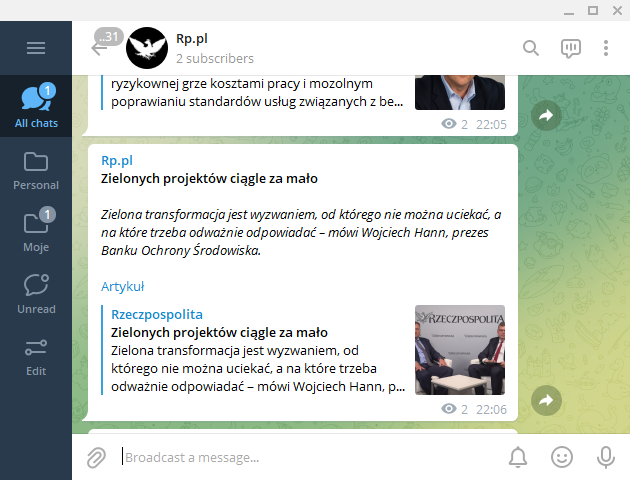 ..31
Rp.pl
2 subscribers
1
All chats
Personal
1
Moje
Unread
Edit
ryzykownej grze kosztami pracy i mozolnym
poprawianiu standardów usług związanych z be...
2 22:05
Rp.pl
Zielonych projektów ciągle za mało
Zielona transformacja jest wyzwaniem, od którego nie można uciekać, a
na które trzeba odważnie odpowiadać – mówi Wojciech Hann, prezes
Banku Ochrony Środowiska.
Artykuł
Rzeczpospolita
Zielonych projektów ciągle za mało
Zielona transformacja jest wyzwaniem, od
którego nie można uciekać, a na które trzeba
odważnie odpowiadać – mówi Wojciech Hann, p...
RZECZPOSPOLITA
2 22:06
Broadcast a message...